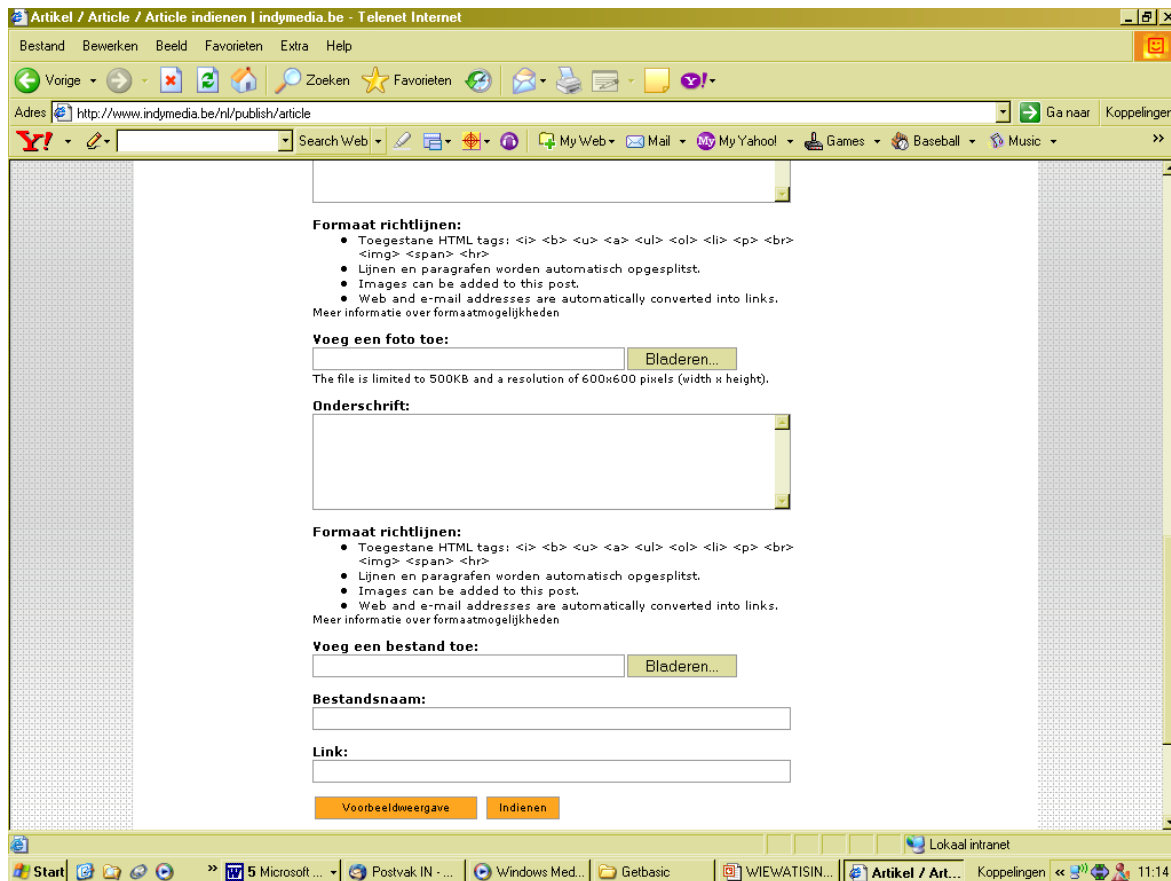 Artikel / Article / Article indienen | indymedia.be - Telenet Internet
Bestand Bewerken Beeld Favorieten Extra Help
Vorige Zoeken Favorieten Y!
Adres http://www.indymedia.be/nl/publish/article Ga naar Koppelingen
Y! Search Web My Web Mail My My Yahoo! Games Baseball Music »
Formaat richtlijnen:
Toegestane HTML tags: <i> <b> <u> <a> <ul> <ol> <li> <p> <br>
<img> <span> <hr>
Lijnen en paragrafen worden automatisch opgesplitst.
Images can be added to this post.
Web and e-mail addresses are automatically converted into links.
Meer informatie over formaatmogelijkheden
Voeg een foto toe:
Bladeren...
The file is limited to 500KB and a resolution of 600x600 pixels (width x height).
Onderschrift:
Formaat richtlijnen:
Toegestane HTML tags: <i> <b> <u> <a> <ul> <ol> <li> <p> <br>
<img> <span> <hr>
Lijnen en paragrafen worden automatisch opgesplitst.
Images can be added to this post.
Web and e-mail addresses are automatically converted into links.
Meer informatie over formaatmogelijkheden
Voeg een bestand toe:
Bladeren...
Bestandsnaam:
Link:
Voorbeeldweergave Indienen
Lokaal intranet
Start » W 5 Microsoft ... Postvak IN - ... Windows Med... Getbasic WIEWATISIN... Artikel / Art... Koppelingen « 11:14